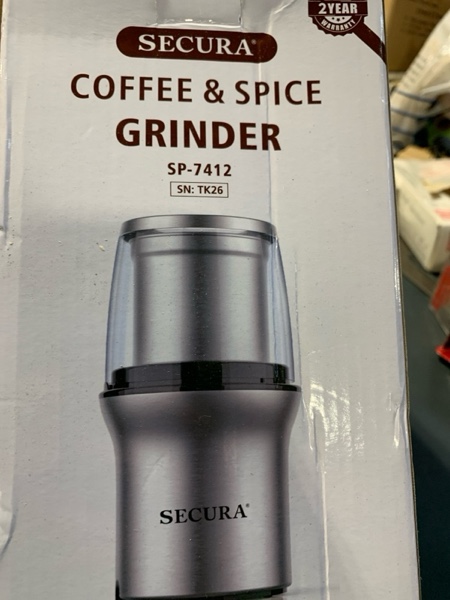 2 YEAR
WARRANTY
SECURA®
COFFEE & SPICE
GRINDER
SP-7412
SN: TK26
SECURA®